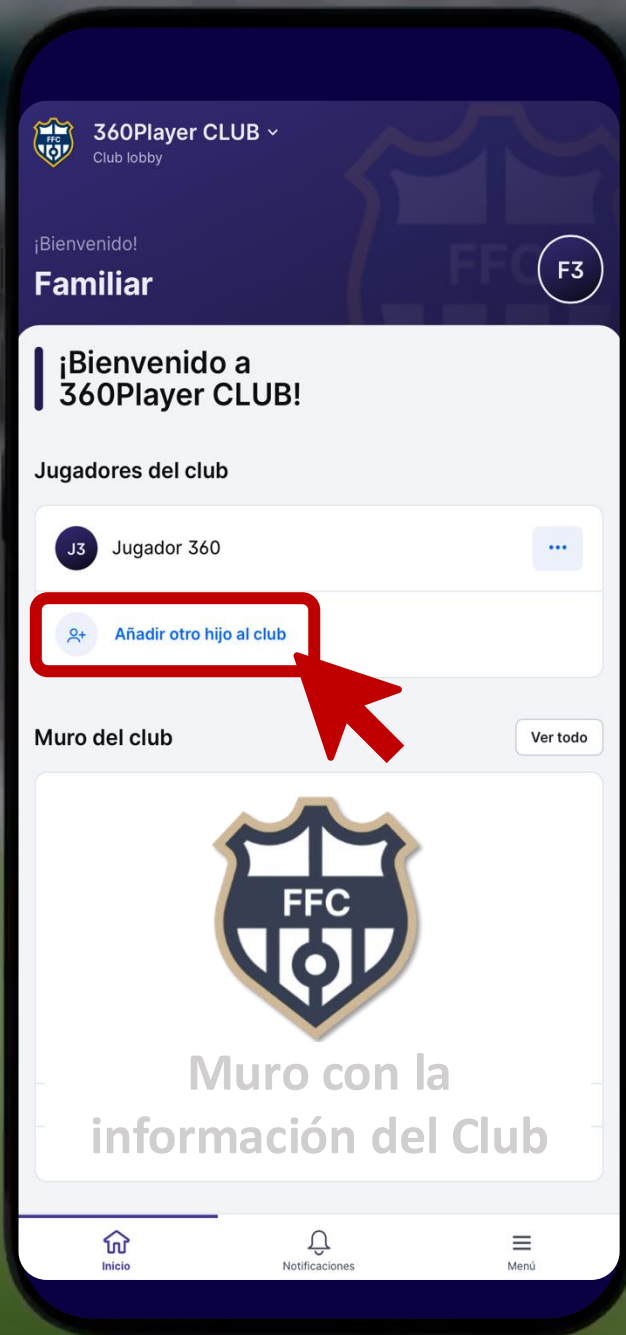 FFC
360Player CLUB
Club lobby
¡Bienvenido!
Familiar
FFC
F3
¡Bienvenido a
360Player CLUB!
Jugadores del club
J3 Jugador 360
Añadir otro hijo al club
Muro del club
Ver todo
FFC
Muro con la
información del Club
Inicio
Notificaciones
Menú